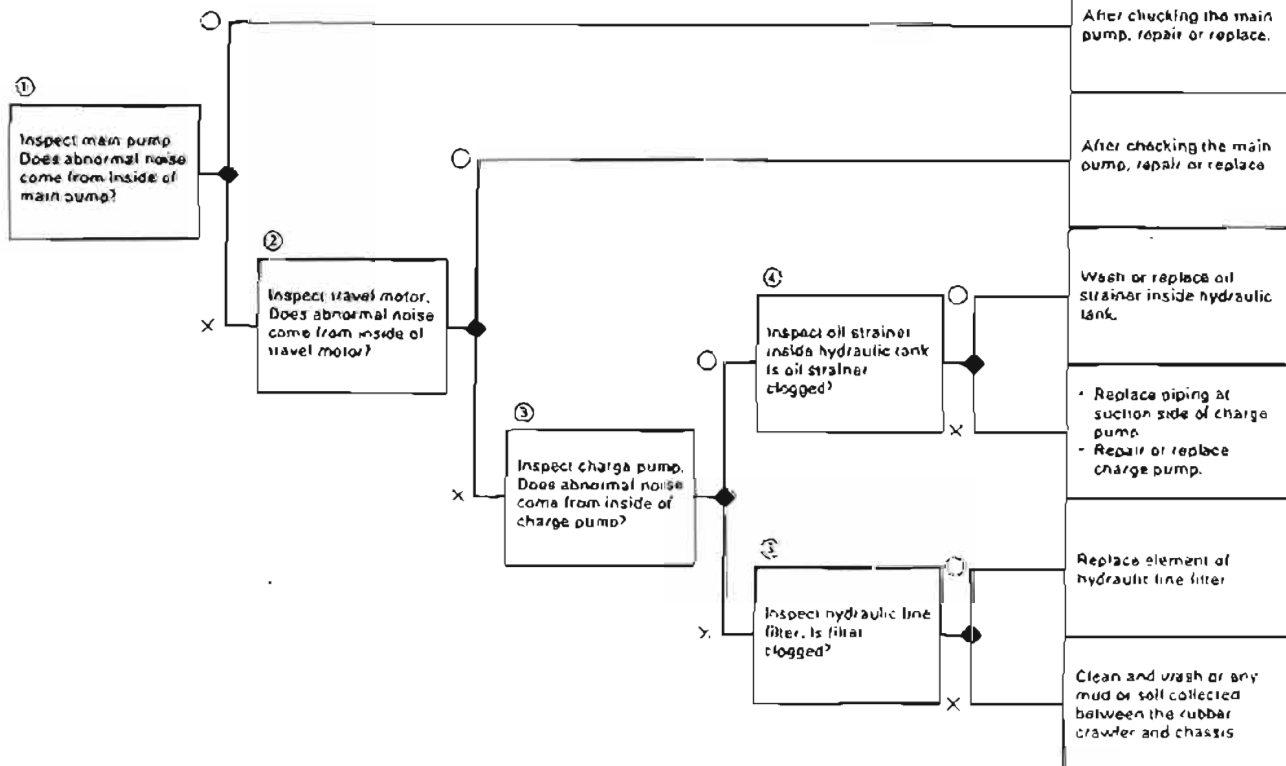 After checking the main
pump, repair or replace.
①
Inspect main pump
Does abnormal noise
come from inside of
main pump?
After checking the main
pump, repair or replace
②
Inspect travel motor.
Does abnormal noise
come from inside of
travel motor?
×
④
Inspect oil strainer
inside hydraulic tank
Is oil strainer
clogged?
Wash or replace oil
strainer inside hydraulic
tank.
×
- Replace piping at
suction side of charge
pump
- Repair or replace
charge pump.
③
Inspect charge pump.
Does abnormal noise
come from inside of
charge pump?
×
⑤
Inspect hydraulic line
filter. Is filter
clogged?
×
Replace element of
hydraulic line filter
×
Clean and wash or any
mud or soil collected
between the rubber
crawler and chassis